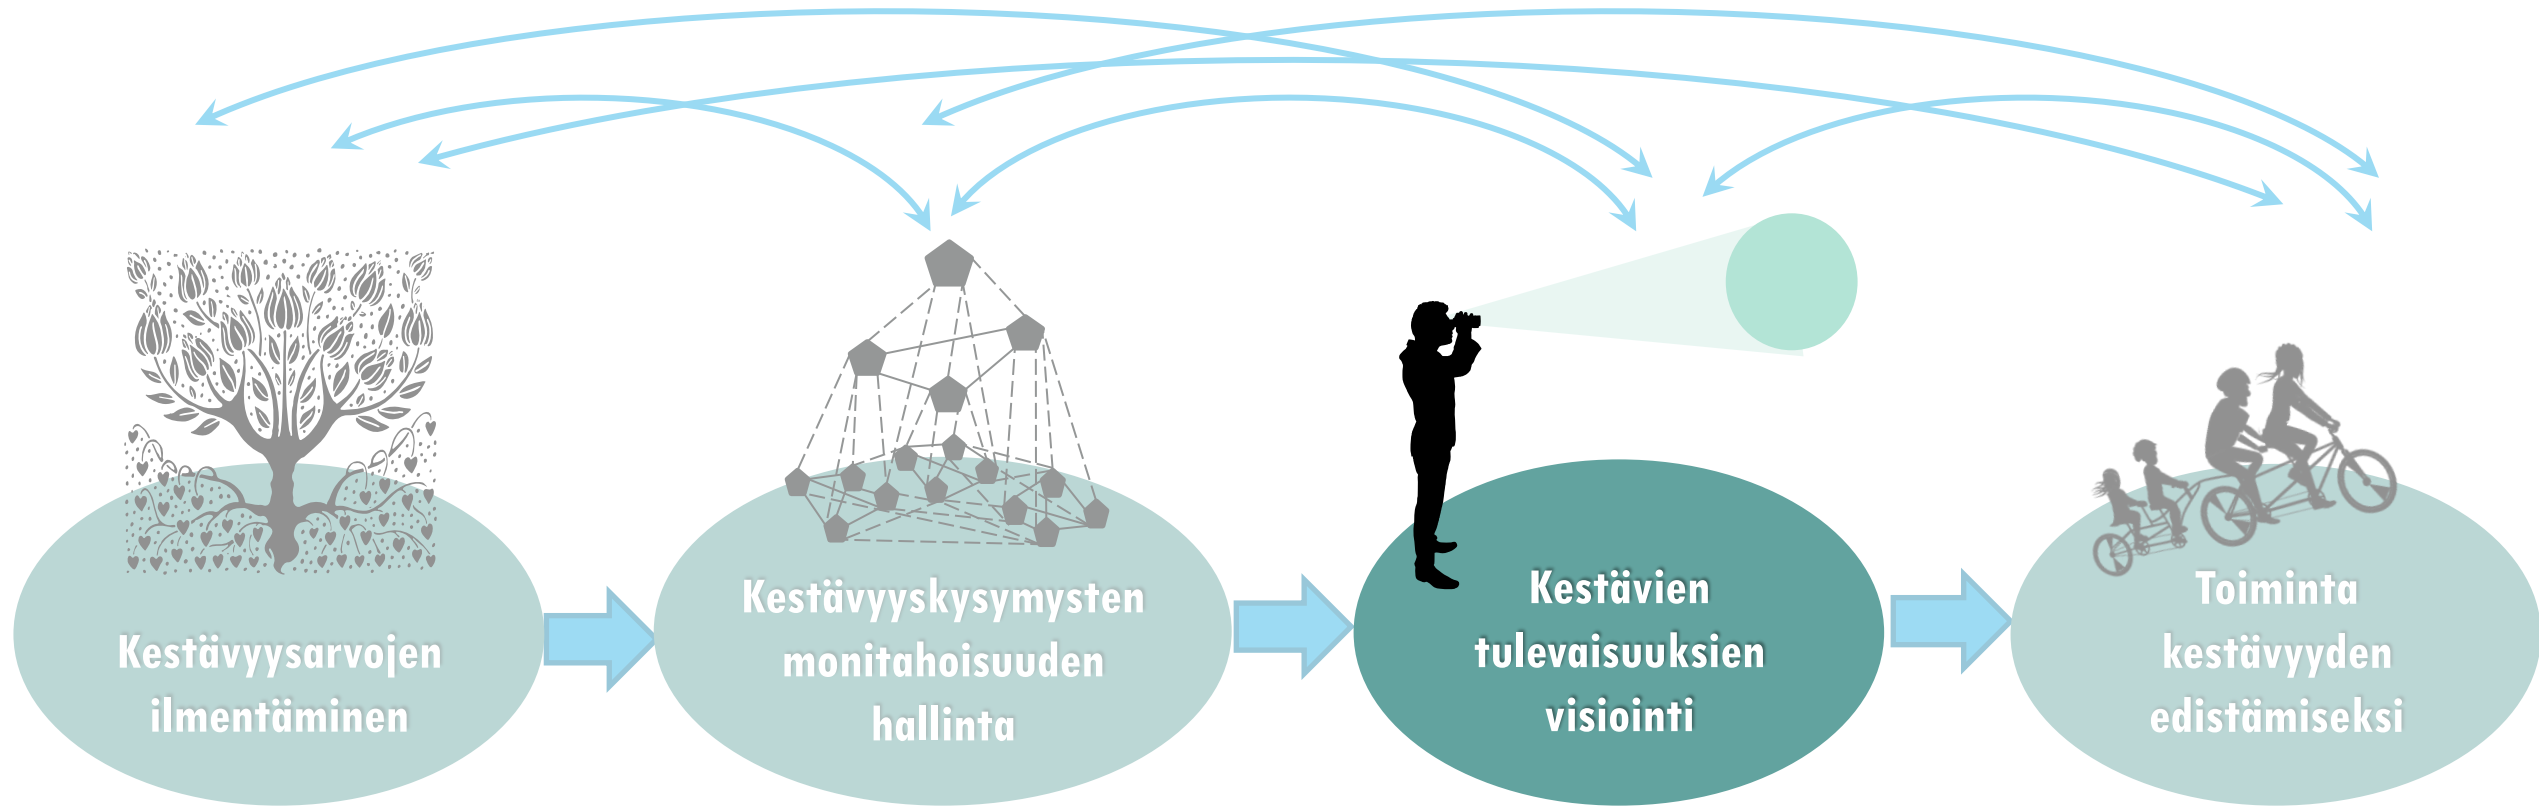 Kestävyysarvojen
ilmentäminen
Kestävyyskysymysten
monitahoisuuden
hallinta
Kestävien
tulevaisuuksien
visiointi
Toiminta
kestävyyden
edistämiseksi